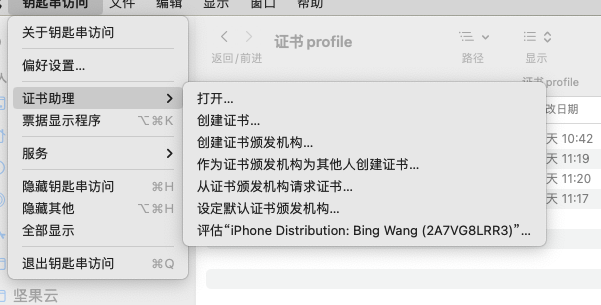 钥匙串访问 文件 编辑 显示 窗口 帮助
关于钥匙串访问
偏好设置...
证书助理
票据显示程序 ⌥⌘K
服务
隐藏钥匙串访问 ⌘H
隐藏其他 ⌥⌘H
全部显示
退出钥匙串访问 ⌘Q
坚果云
证书 profile
返回/前进
路径
显示
证书 profile
打开...
创建证书...
创建证书颁发机构...
作为证书颁发机构为其他人创建证书...
从证书颁发机构请求证书...
设定默认证书颁发机构...
评估“iPhone Distribution: Bing Wang (2A7VG8LRR3)”...
改日期
天 10:42
天 11:19
天 11:20
天 11:17